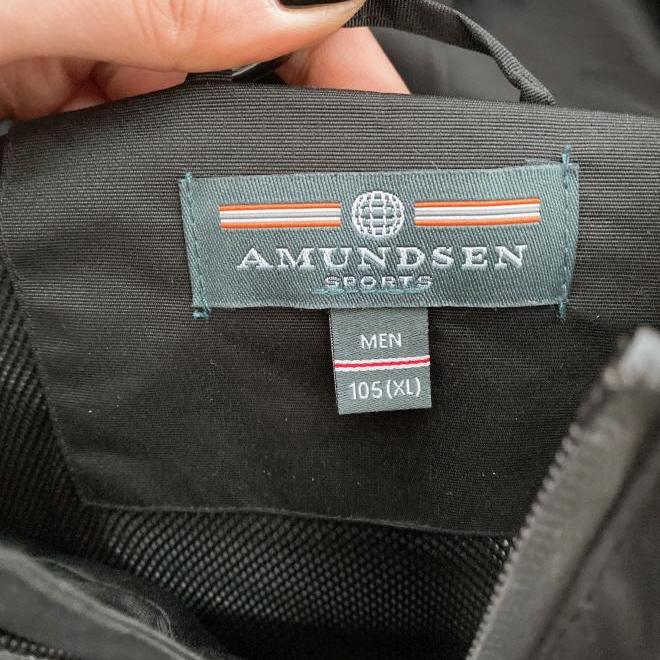 AMUNDSEN
SPORTS
MEN
105(XL)